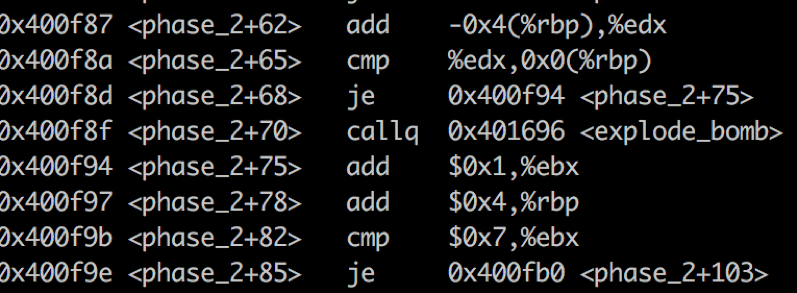 0x400f87 <phase_2+62> add -0x4(%rbp),%edx
0x400f8a <phase_2+65> cmp %edx,0x0(%rbp)
0x400f8d <phase_2+68> je 0x400f94 <phase_2+75>
0x400f8f <phase_2+70> callq 0x401696 <explode_bomb>
0x400f94 <phase_2+75> add $0x1,%ebx
0x400f97 <phase_2+78> add $0x4,%rbp
0x400f9b <phase_2+82> cmp $0x7,%ebx
0x400f9e <phase_2+85> je 0x400fb0 <phase_2+103>